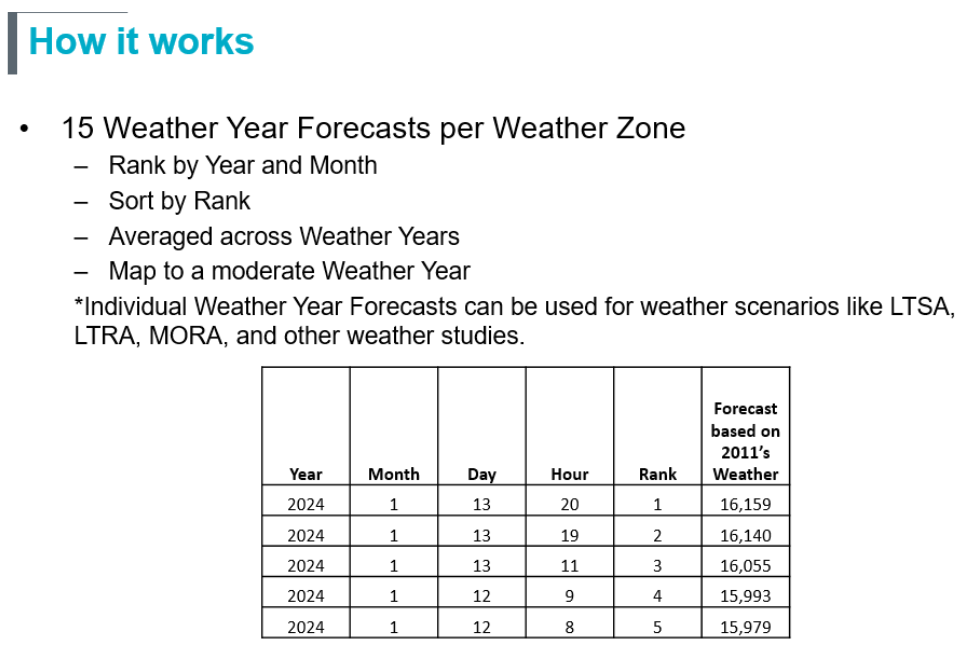 How it works
• 15 Weather Year Forecasts per Weather Zone
– Rank by Year and Month
– Sort by Rank
– Averaged across Weather Years
– Map to a moderate Weather Year
*Individual Weather Year Forecasts can be used for weather scenarios like LTSA,
LTRA, MORA, and other weather studies.
Year Month Day Hour Rank Forecast based on 2011’s Weather
2024 1 13 20 1 16,159
2024 1 13 19 2 16,140
2024 1 13 11 3 16,055
2024 1 12 9 4 15,993
2024 1 12 8 5 15,979